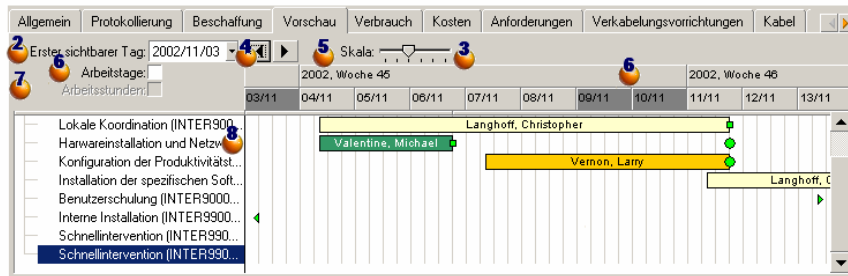 Allgemein Protokollierung Beschaffung Vorschau Verbrauch Kosten Anforderungen Verkabelungsvorrichtungen Kabel
2 Erster sichtbarer Tag: 2002/11/03 4 5 Skala: 3
6 Arbeitstage:
7 Arbeitsstunden:
2002, Woche 45 6 2002, Woche 46
03/11 04/11 05/11 06/11 07/11 08/11 09/11 10/11 11/11 12/11 13/11
Lokale Koordination (INTER900... Langhoff, Christopher
Harwareinstallation und Netzw... 8 Valentine, Michael
Konfiguration der Produktivitätst... Vernon, Larry
Installation der spezifischen Soft... Langhoff, C
Benutzerschulung (INTER9000...
Interne Installation (INTER9900...
Schnellintervention (INTER990...
Schnellintervention (INTER990...